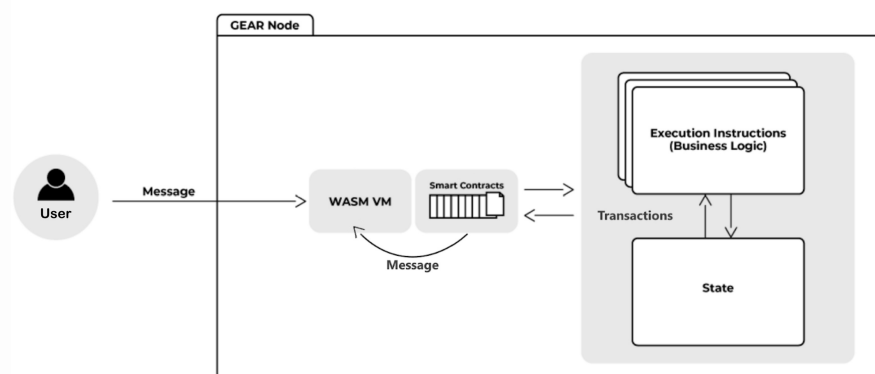 GEAR Node
User
Message
WASM VM
Smart Contracts
Message
Execution Instructions
(Business Logic)
Transactions
State